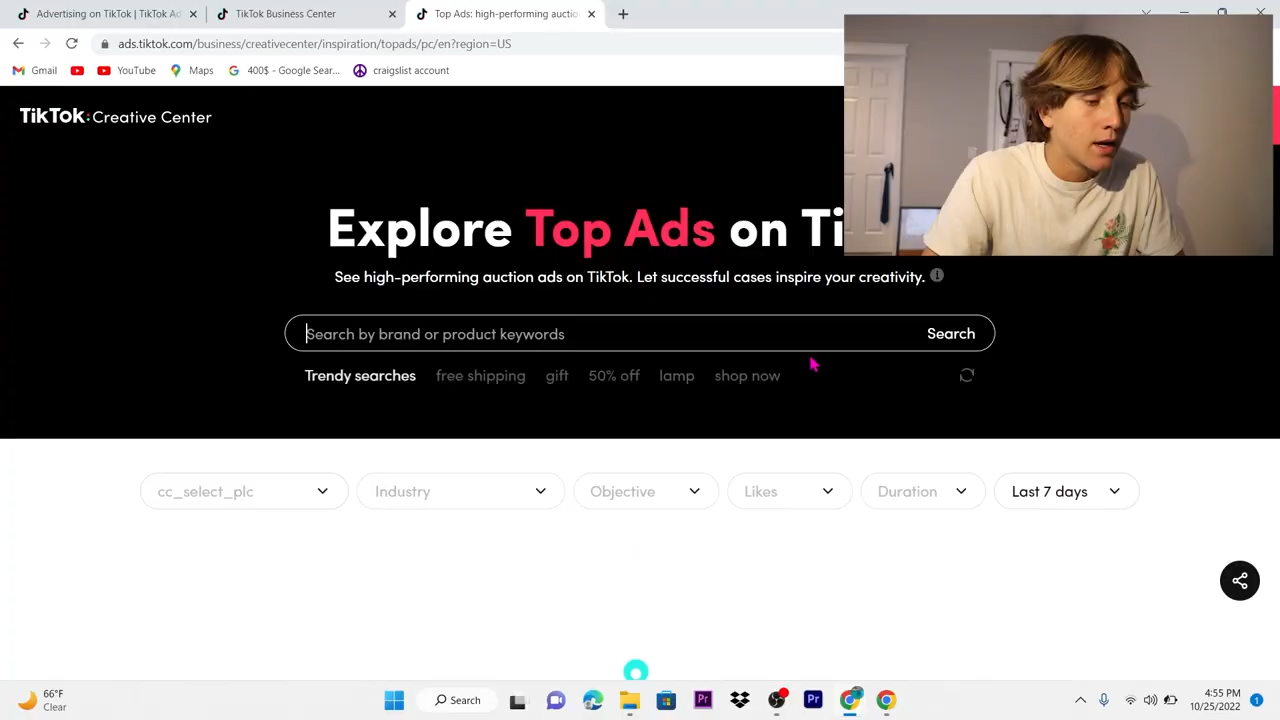 Advertising on TikTok | TikTok Ad
TikTok Business Center
Top Ads: high-performing auctio
ads.tiktok.com/business/creativecenter/inspiration/topads/pc/en?region=US
Gmail
YouTube
Maps
400$ - Google Sear...
craigslist account
TikTok: Creative Center
Explore Top Ads on Ti
See high-performing auction ads on TikTok. Let successful cases inspire your creativity.
Search by brand or product keywords
Search
Trendy searches
free shipping
gift
50% off
lamp
shop now
cc_select_plc
Industry
Objective
Likes
Duration
Last 7 days
66°F
Clear
Search
Pr
Pr
4:55 PM
10/25/2022
1